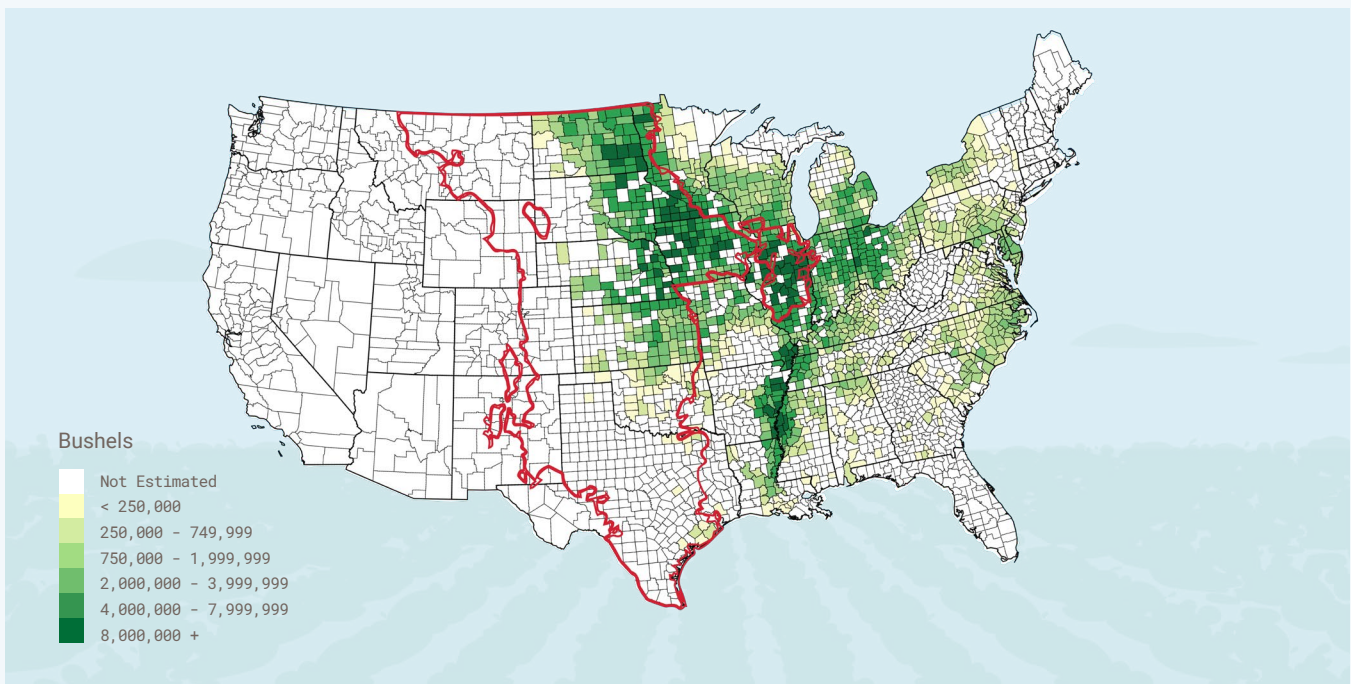 Bushels
Not Estimated
< 250,000
250,000 - 749,999
750,000 - 1,999,999
2,000,000 - 3,999,999
4,000,000 - 7,999,999
8,000,000 +